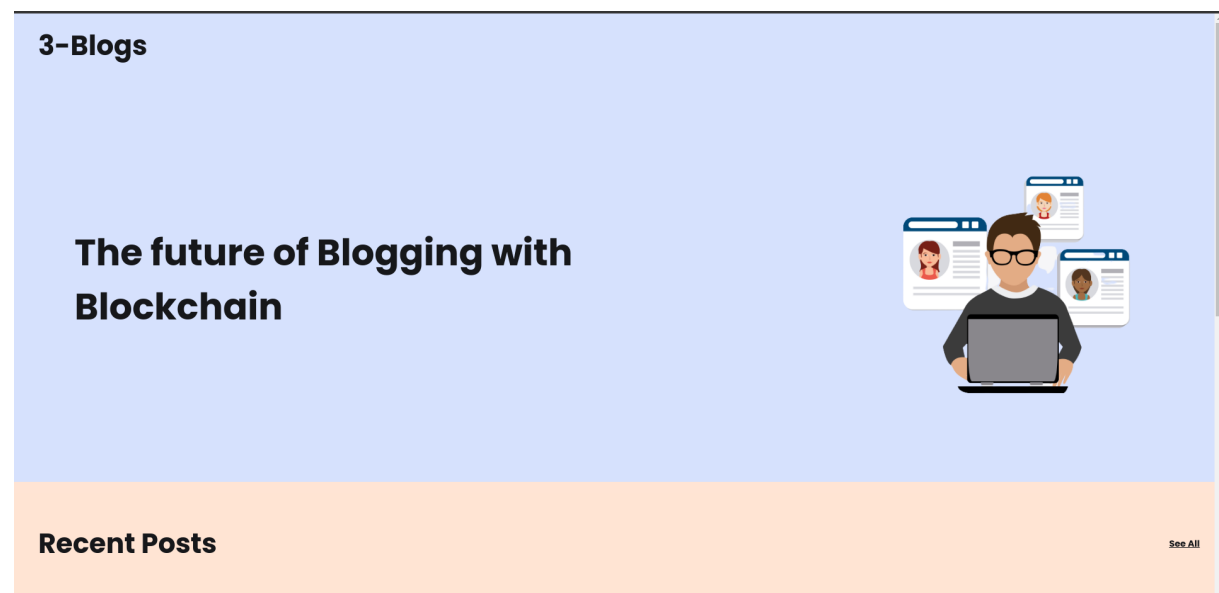 3-Blogs
The future of Blogging with
Blockchain
Recent Posts
See All